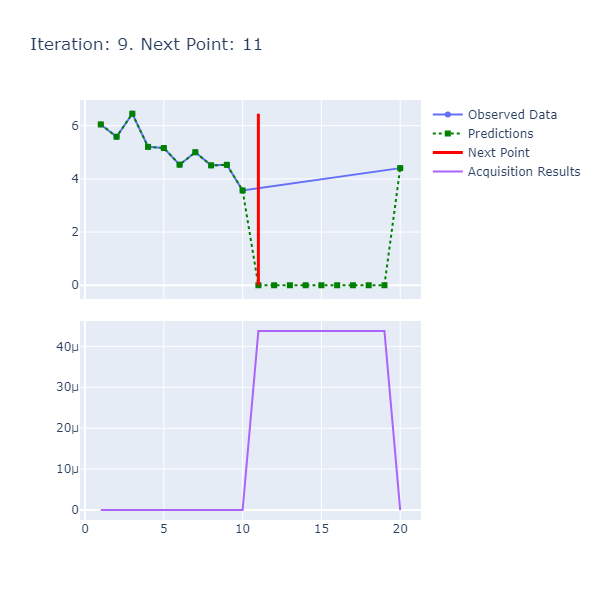 Iteration: 9. Next Point: 11
Observed Data
Predictions
Next Point
Acquisition Results
6
4
2
0
40μ
30μ
20μ
10μ
0
0 5 10 15 20